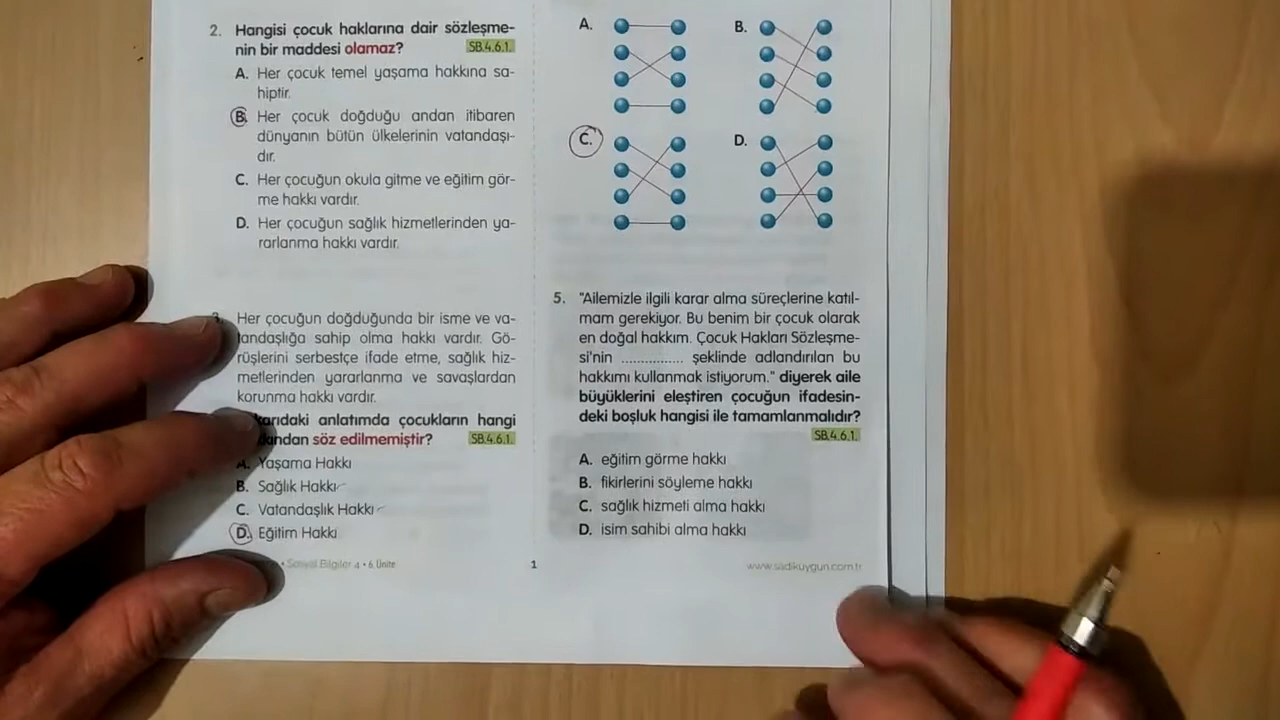 2. Hangisi çocuk haklarına dair sözleşme-
nin bir maddesi olamaz?
SB.4.6.1.
A. Her çocuk temel yaşama hakkına sa-
hiptir.
B. Her çocuk doğduğu andan itibaren
dünyanın bütün ülkelerinin vatandaşı-
dır.
C. Her çocuğun okula gitme ve eğitim gör-
me hakkı vardır.
D. Her çocuğun sağlık hizmetlerinden ya-
rarlanma hakkı vardır.
3. Her çocuğun doğduğunda bir isme ve va-
tandaşlığa sahip olma hakkı vardır. Gö-
rüşlerini serbestçe ifade etme, sağlık hiz-
metlerinden yararlanma ve savaşlardan
korunma hakkı vardır.
anlatımda çocukların hangi
söz edilmemiştir?
SB.4.6.1.
A. Yaşama Hakkı
B. Sağlık Hakkı
C. Vatandaşlık Hakkı
D. Eğitim Hakkı
• Sosyal Bilgiler 4 • 6. Ünite
1
A.
B.
C.
D.
5. "Ailemizle ilgili karar alma süreçlerine katıl-
mam gerekiyor. Bu benim bir çocuk olarak
en doğal hakkım. Çocuk Hakları Sözleşme-
si'nin ............... şeklinde adlandırılan bu
hakkımı kullanmak istiyorum." diyerek aile
büyüklerini eleştiren çocuğun ifadesin-
deki boşluk hangisi ile tamamlanmalıdır?
SB.4.6.1.
A. eğitim görme hakkı
B. fikirlerini söyleme hakkı
C. sağlık hizmeti alma hakkı
D. isim sahibi alma hakkı
www.sadikuygun.com.tr